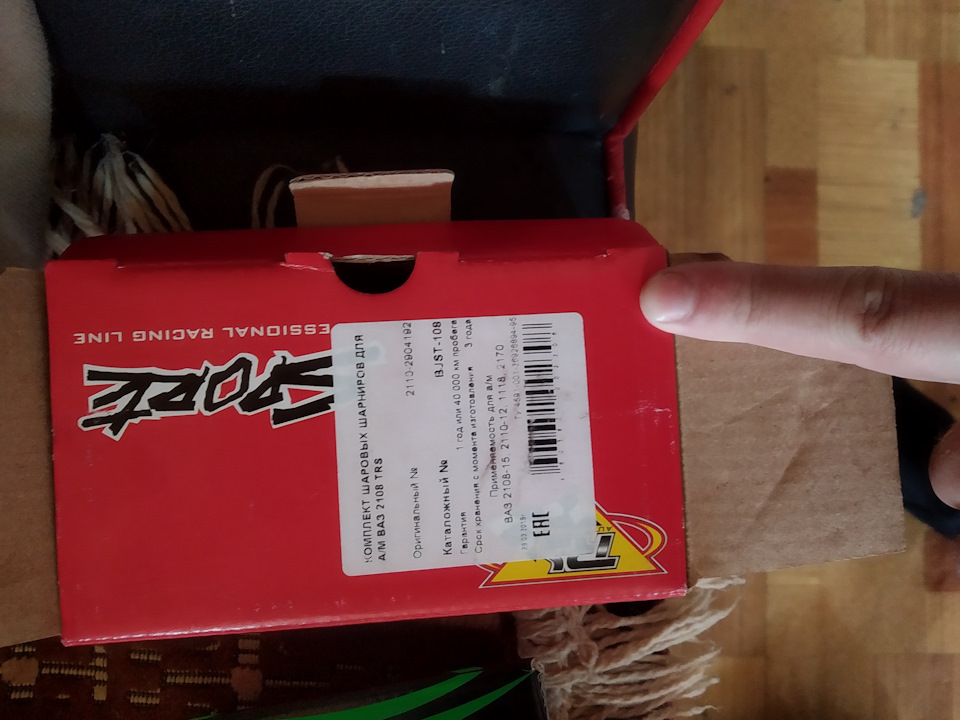 КОМПЛЕКТ ШАРОВЫХ ШАРНИРОВ ДЛЯ
А/М ВАЗ 2108 TRS
Оригинальный № 2110-2904192
Каталожный № BJST-108
Гарантия 1 год или 40 000 км пробега
Срок хранения с момента изготовления 3 года
Применяемость для а/м
ВАЗ 2108-15, 2110-12, 1118, 2170
EAC
ESSIONAL RACING LINE